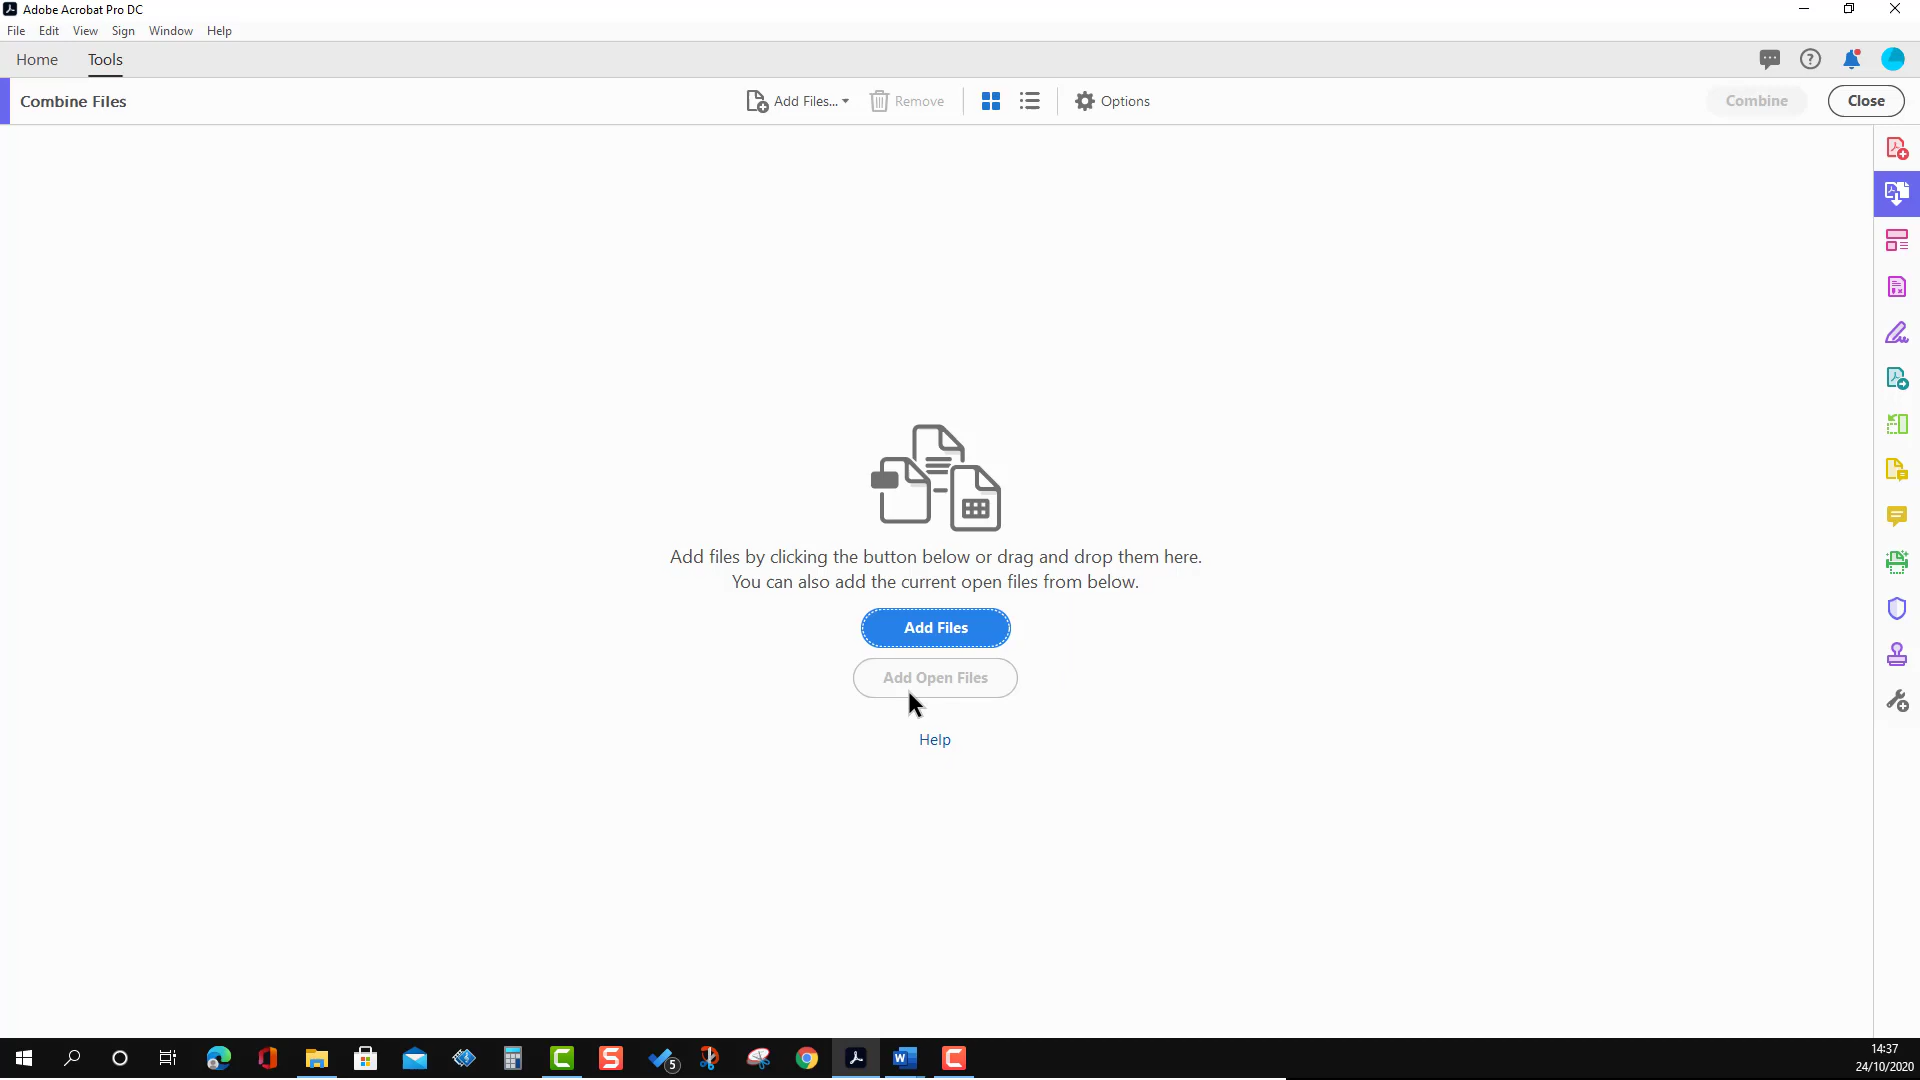 Adobe Acrobat Pro DC
File Edit View Sign Window Help
Home Tools
Combine Files Add Files... Remove Options Combine Close
Add files by clicking the button below or drag and drop them here.
You can also add the current open files from below.
Add Files
Add Open Files
Help
5
14:37
24/10/2020